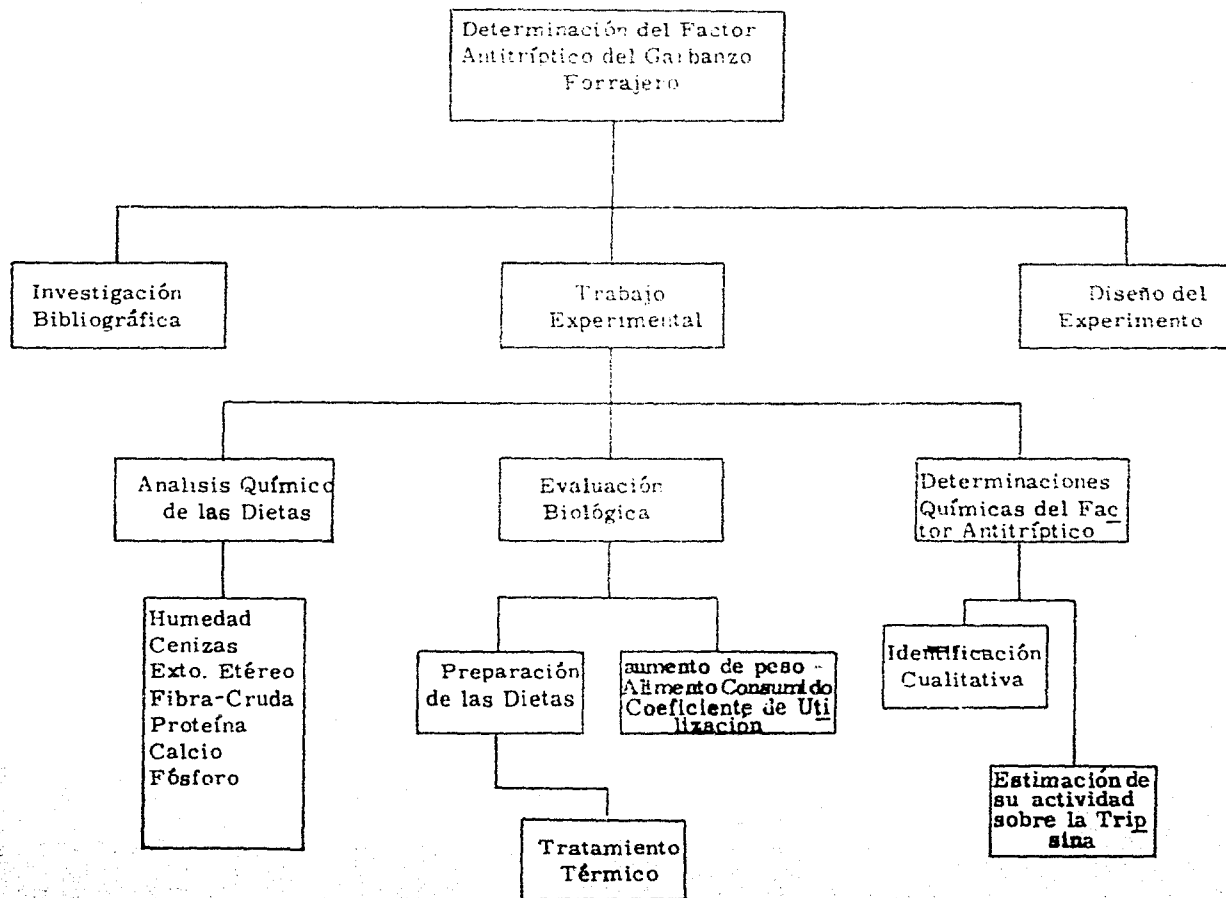 Determinación del Factor
Antitríptico del Garbanzo
Forrajero
Investigación
Bibliográfica
Trabajo
Experimental
Diseño del
Experimento
Analisis Químico
de las Dietas
Evaluación
Biológica
Determinaciones
Químicas del Fac
tor Antitríptico
Humedad
Cenizas
Exto. Etéreo
Fibra-Cruda
Proteína
Calcio
Fósforo
Preparación
de las Dietas
aumento de peso -
Alimento Consumido
Coeficiente de Uti
lización
Identificación
Cualitativa
Tratamiento
Térmico
Estimación de
su actividad
sobre la Trip
sina